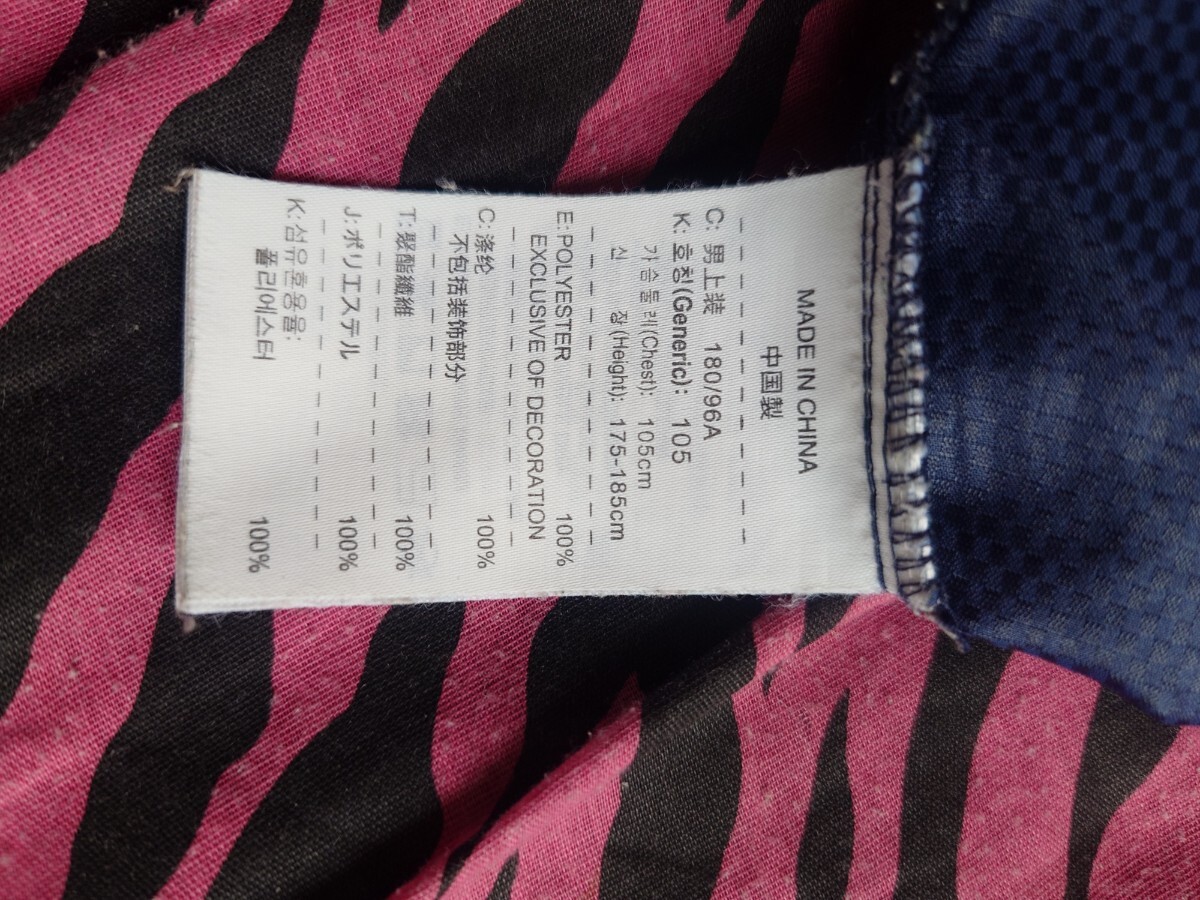 MADE IN CHINA
中国製
C: 男上装 180/96A
K: 호칭(Generic): 105
가슴둘레(Chest): 105cm
신 장(Height): 175-185cm
E: POLYESTER 100%
EXCLUSIVE OF DECORATION
C: 涤纶 100%
不包括装饰部分
T: 聚酯纖維 100%
J: ポリエステル 100%
K: 섬유혼용율:
폴리에스터 100%